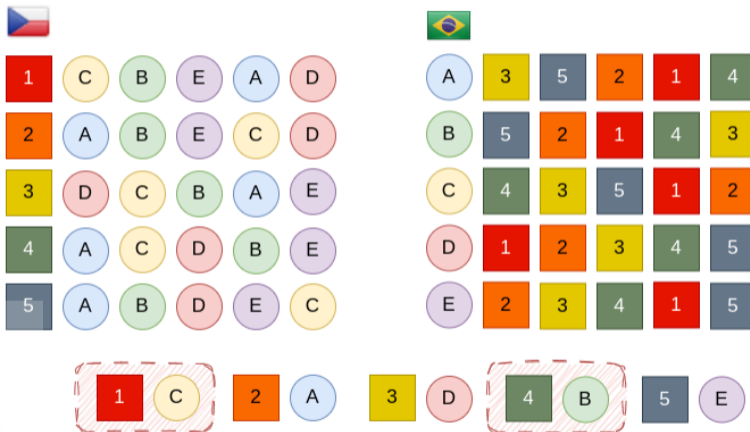 1 C B E A D A 3 5 2 1 4
2 A B E C D B 5 2 1 4 3
3 D C B A E C 4 3 5 1 2
4 A C D B E D 1 2 3 4 5
5 A B D E C E 2 3 4 1 5
1 C 2 A 3 D 4 B 5 E